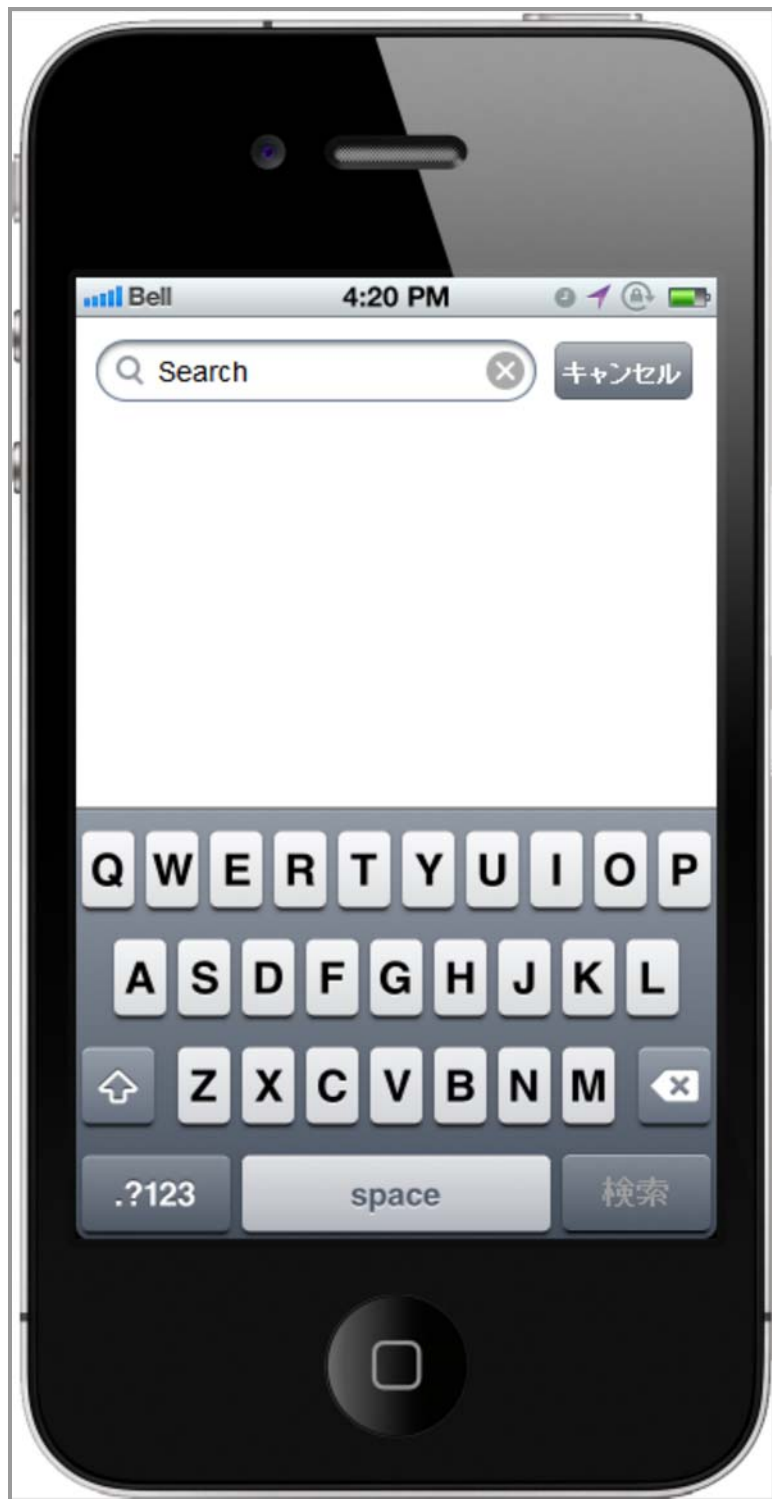 Bell 4:20 PM
Search キャンセル
Q W E R T Y U I O P
A S D F G H J K L
Z X C V B N M
.?123 space 検索